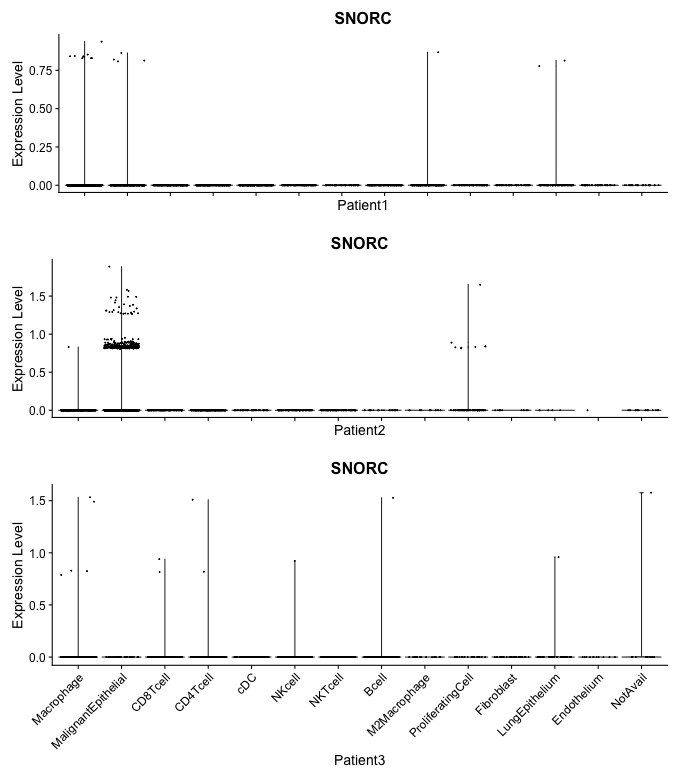 SNORC
Expression Level
0.75
0.50
0.25
0.00
Patient1
SNORC
Expression Level
1.5
1.0
0.5
0.0
Patient2
SNORC
Expression Level
1.5
1.0
0.5
0.0
Macrophage
MalignantEpithelial
CD8Tcell
CD4Tcell
cDC
NKcell
NKTcell
Bcell
M2Macrophage
ProliferatingCell
Fibroblast
LungEpithelium
Endothelium
NotAvail
Patient3